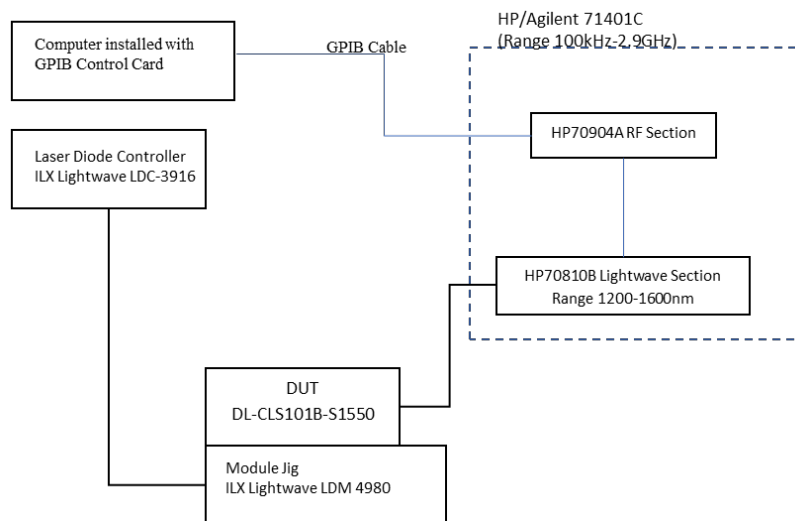 HP/Agilent 71401C
(Range 100kHz-2.9GHz)
Computer installed with
GPIB Control Card
GPIB Cable
HP70904A RF Section
Laser Diode Controller
ILX Lightwave LDC-3916
HP70810B Lightwave Section
Range 1200-1600nm
DUT
DL-CLS101B-S1550
Module Jig
ILX Lightwave LDM 4980